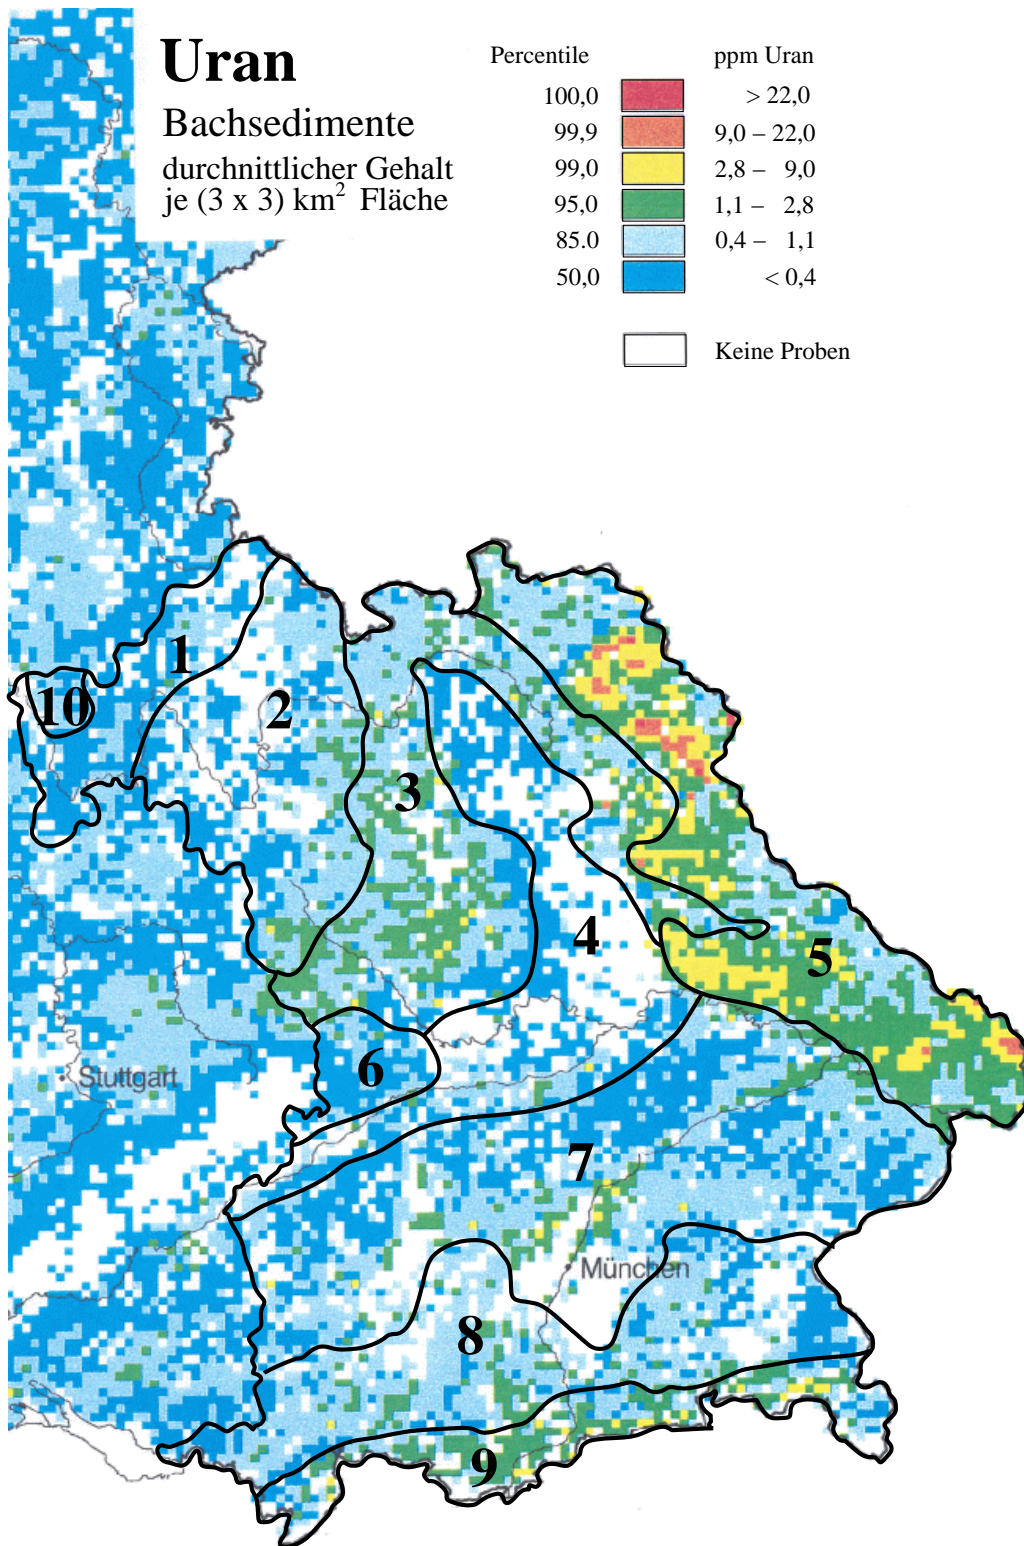 Uran
Bachsedimente
durchnittlicher Gehalt
je (3 x 3) km² Fläche
Percentile ppm Uran
100,0 > 22,0
99,9 9,0 – 22,0
99,0 2,8 – 9,0
95,0 1,1 – 2,8
85.0 0,4 – 1,1
50,0 < 0,4
Keine Proben
1
10
2
3
4
5
6
Stuttgart
7
München
8
9